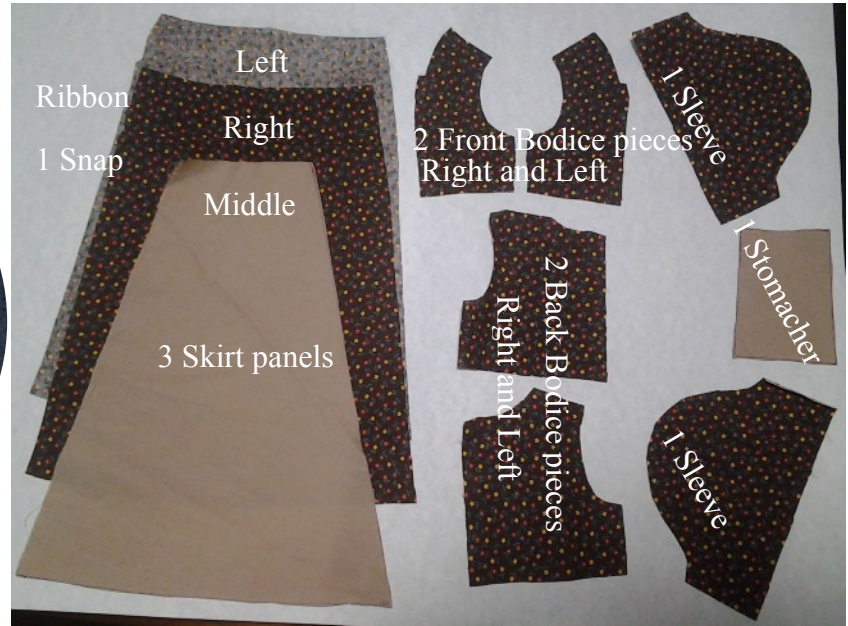 Left
Ribbon
Right
1 Snap
Middle
3 Skirt panels
2 Front Bodice pieces
Right and Left
1 Sleeve
1 Stomacher
2 Back Bodice pieces
Right and Left
1 Sleeve